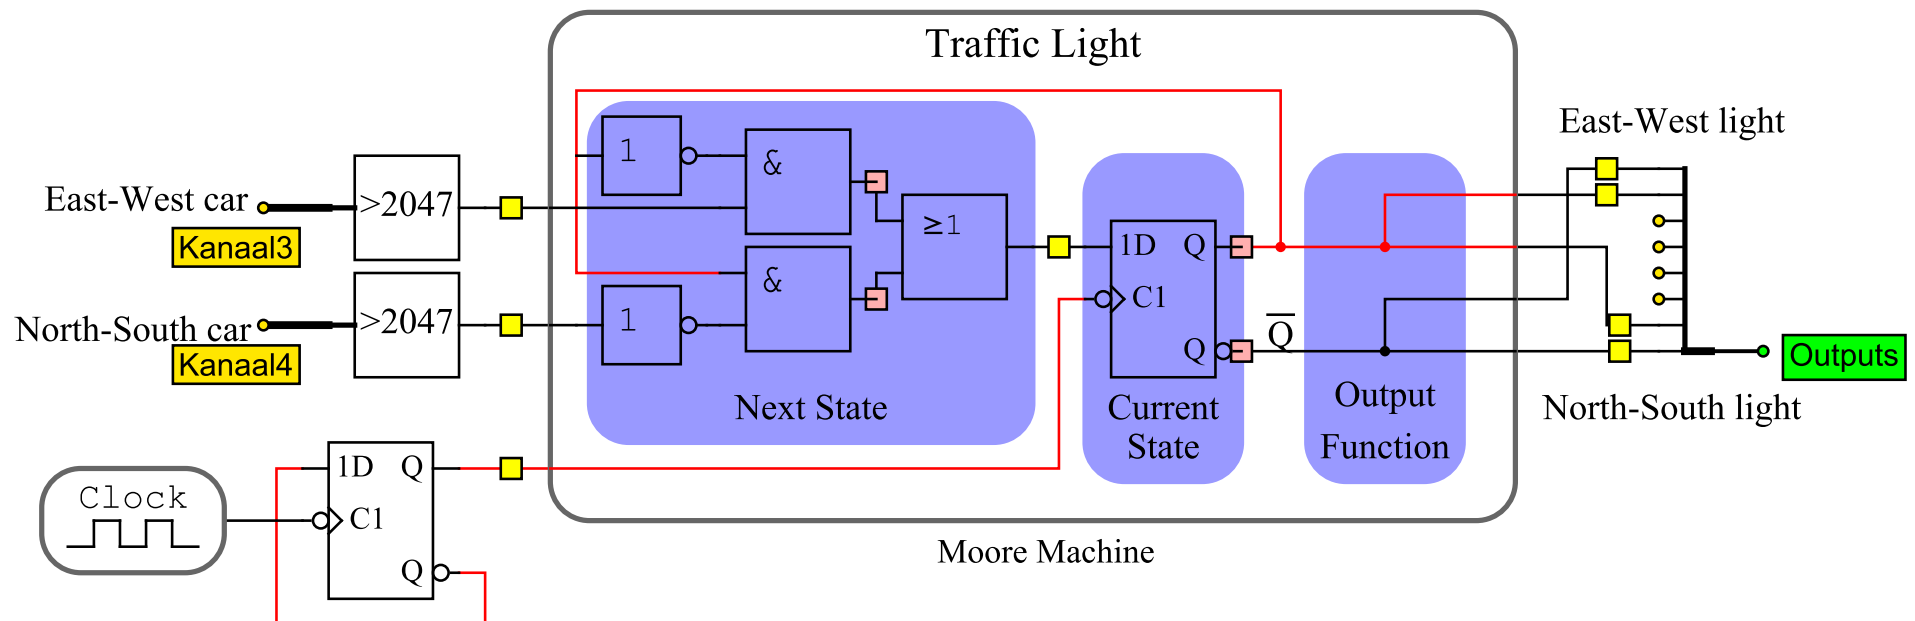 Traffic Light
East-West car
Kanaal3
>2047
North-South car
Kanaal4
>2047
1
&
1
&
≥1
Next State
1D Q
C1
Q
Q
Current
State
Output
Function
East-West light
Outputs
North-South light
Clock
1D Q
C1
Q
Moore Machine